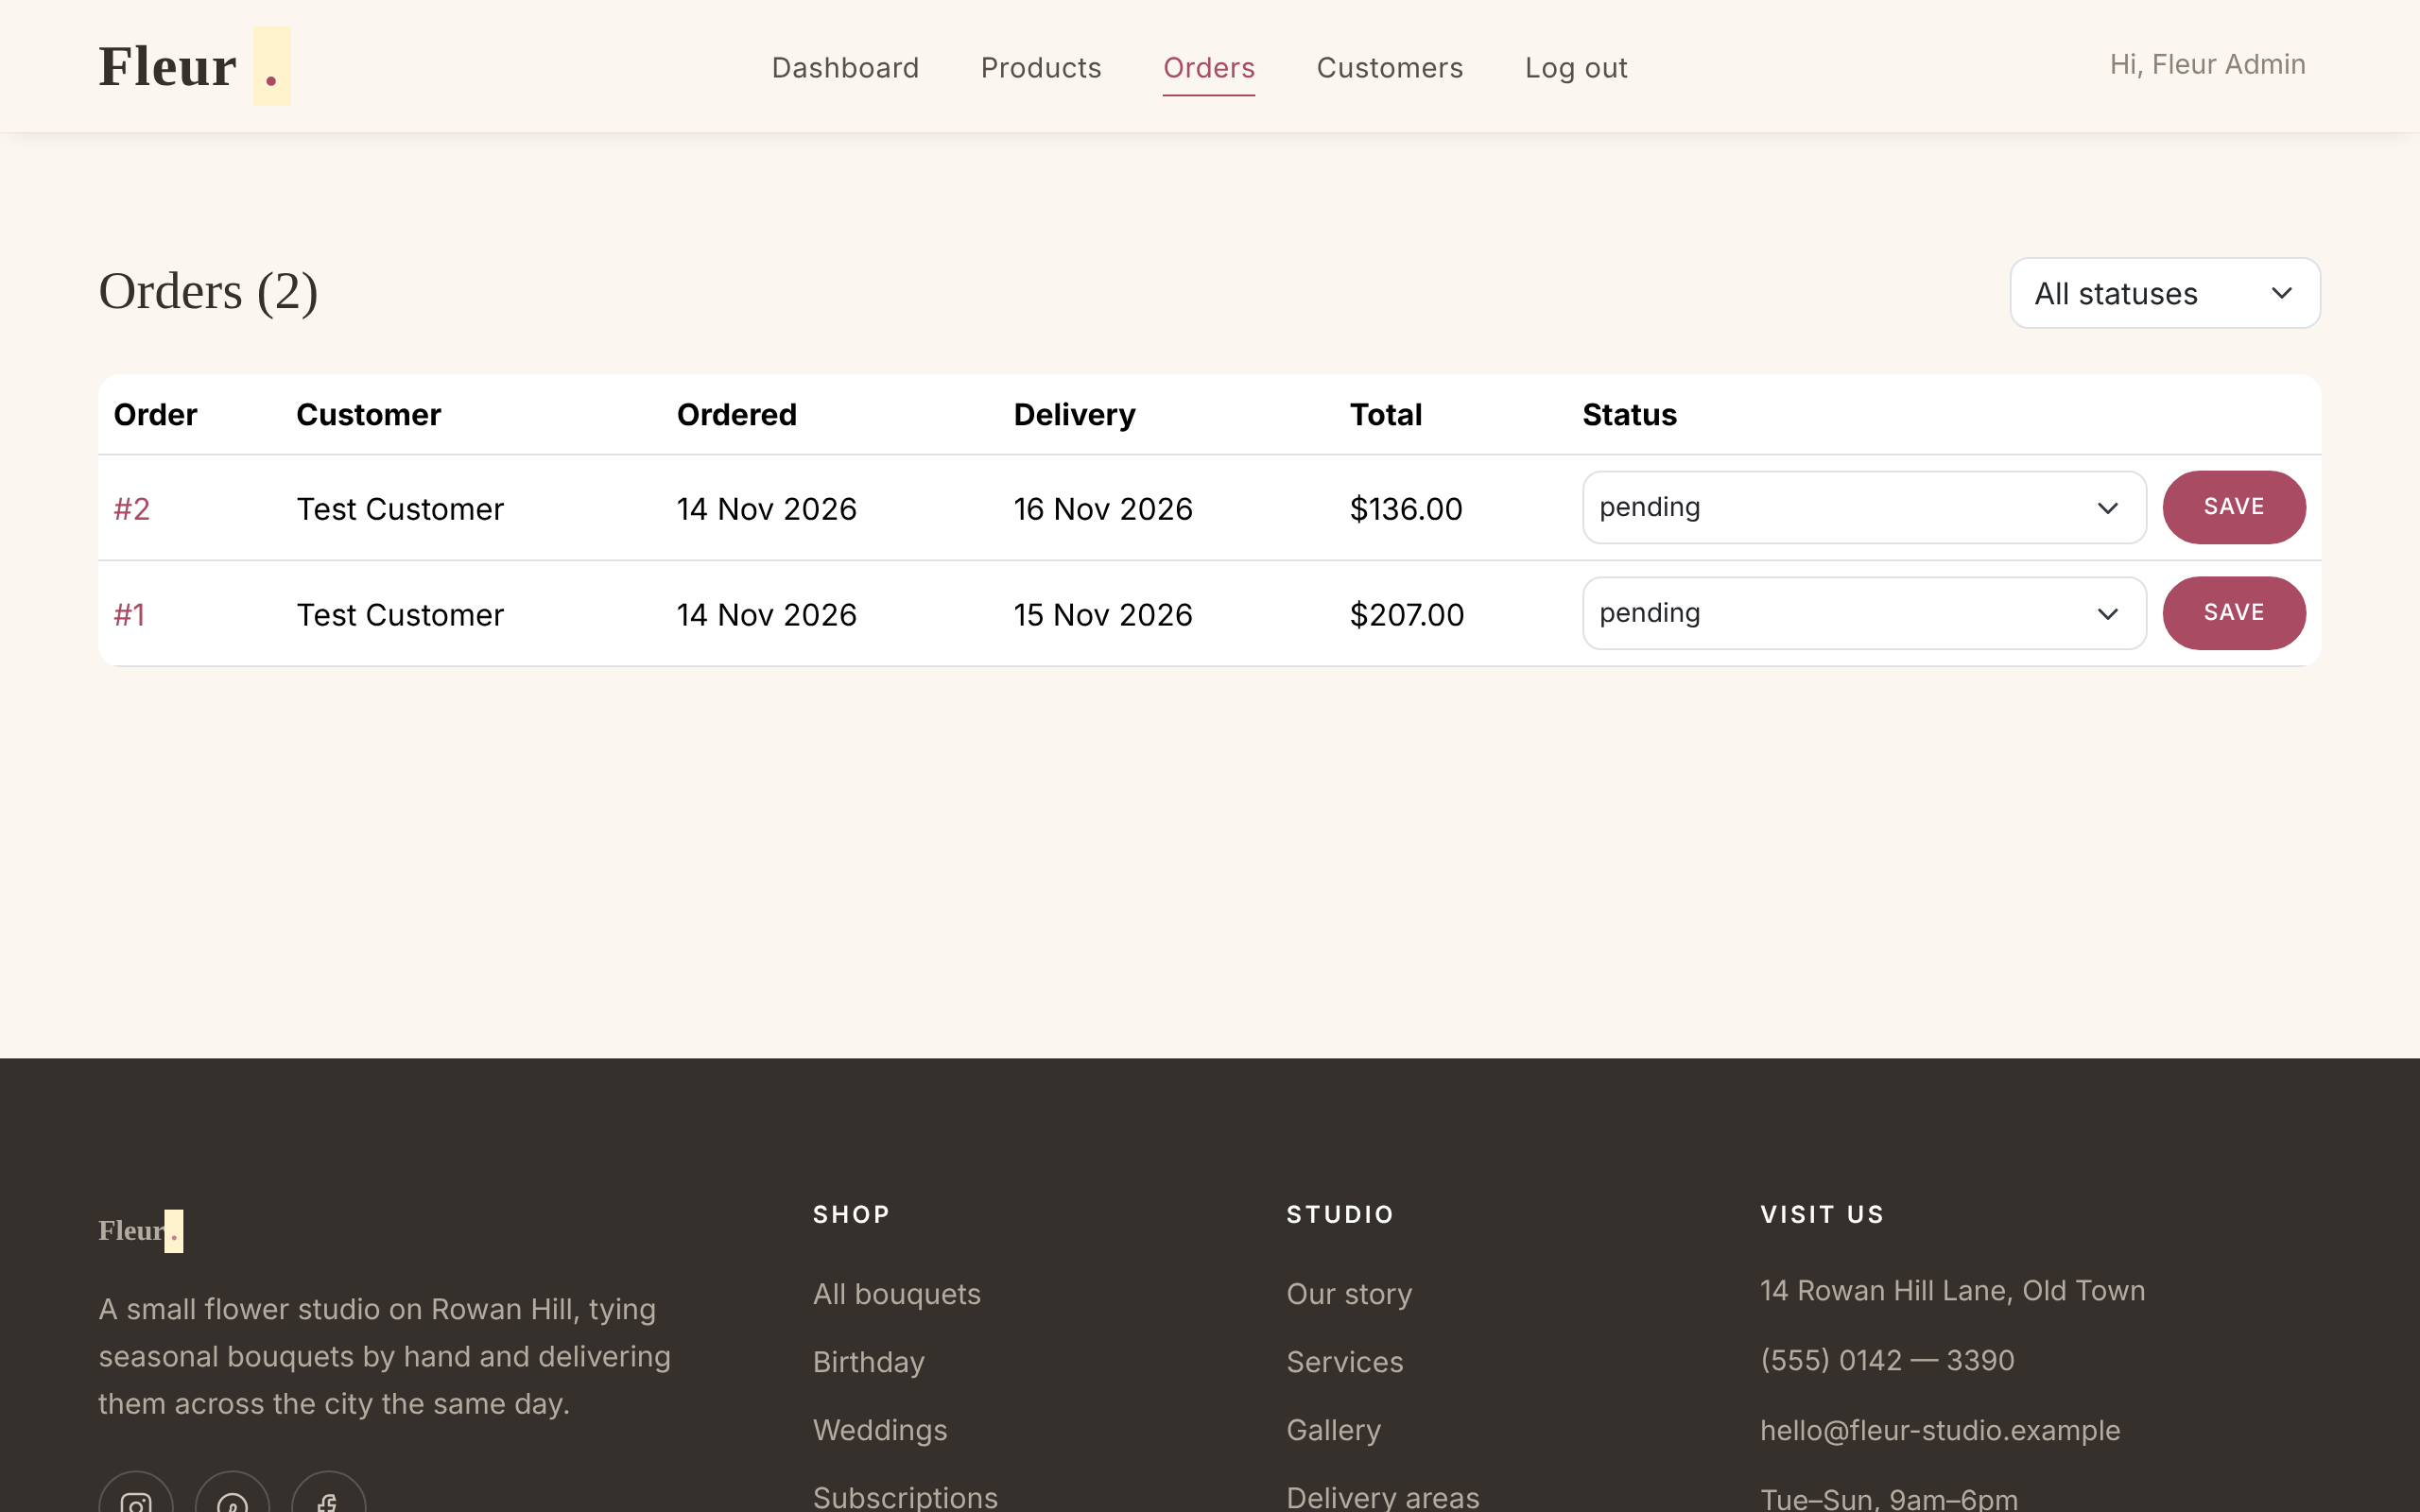 Fleur .
Dashboard Products Orders Customers Log out
Hi, Fleur Admin
Orders (2)
All statuses
Order Customer Ordered Delivery Total Status
#2 Test Customer 14 Nov 2026 16 Nov 2026 $136.00 pending SAVE
#1 Test Customer 14 Nov 2026 15 Nov 2026 $207.00 pending SAVE
Fleur.
A small flower studio on Rowan Hill, tying
seasonal bouquets by hand and delivering
them across the city the same day.
SHOP
All bouquets
Birthday
Weddings
Subscriptions
STUDIO
Our story
Services
Gallery
Delivery areas
VISIT US
14 Rowan Hill Lane, Old Town
(555) 0142 — 3390
hello@fleur-studio.example
Tue–Sun, 9am–6pm